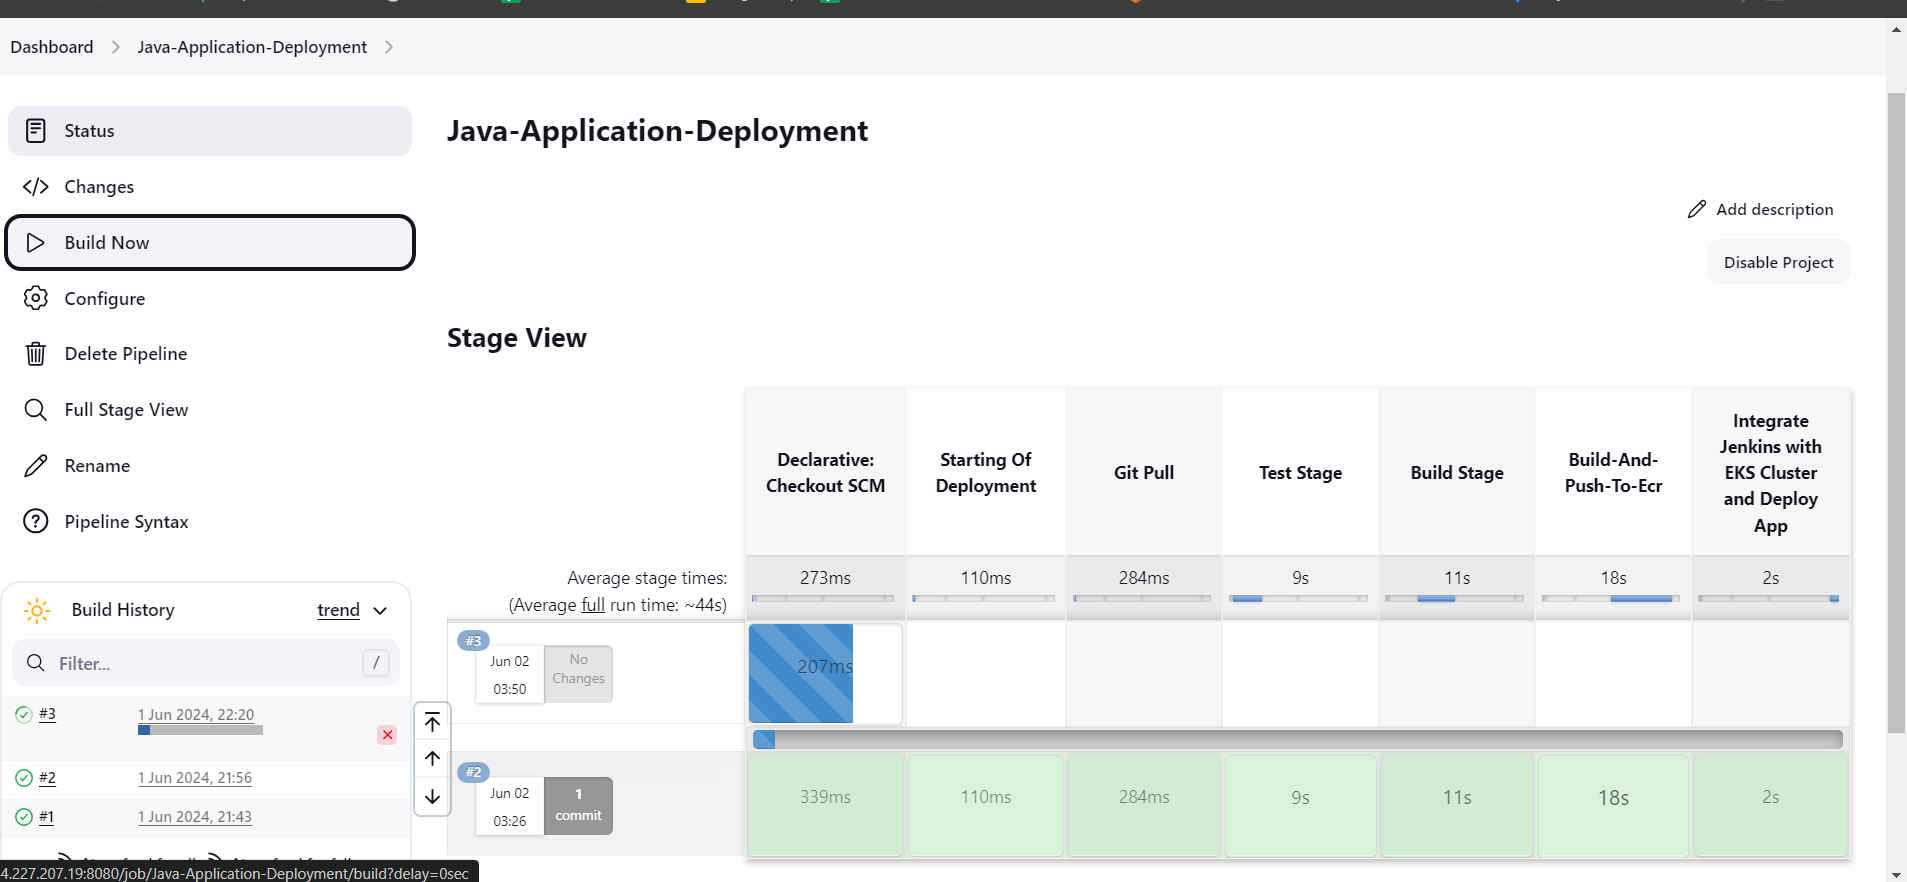 Dashboard
Java-Application-Deployment
Status
Changes
Build Now
Configure
Delete Pipeline
Full Stage View
Rename
Pipeline Syntax
Build History
trend
Filter...
/
#3
1 Jun 2024, 22:20
#2
1 Jun 2024, 21:56
#1
1 Jun 2024, 21:43
4.227.207.19:8080/job/Java-Application-Deployment/build?delay=0sec
Java-Application-Deployment
Add description
Disable Project
Stage View
Declarative:
Checkout SCM
Starting Of
Deployment
Git Pull
Test Stage
Build Stage
Build-And-
Push-To-Ecr
Integrate
Jenkins with
EKS Cluster
and Deploy
App
Average stage times:
(Average full run time: ~44s)
273ms
110ms
284ms
9s
11s
18s
2s
#3
Jun 02
03:50
No
Changes
207ms
#2
Jun 02
03:26
1
commit
339ms
110ms
284ms
9s
11s
18s
2s